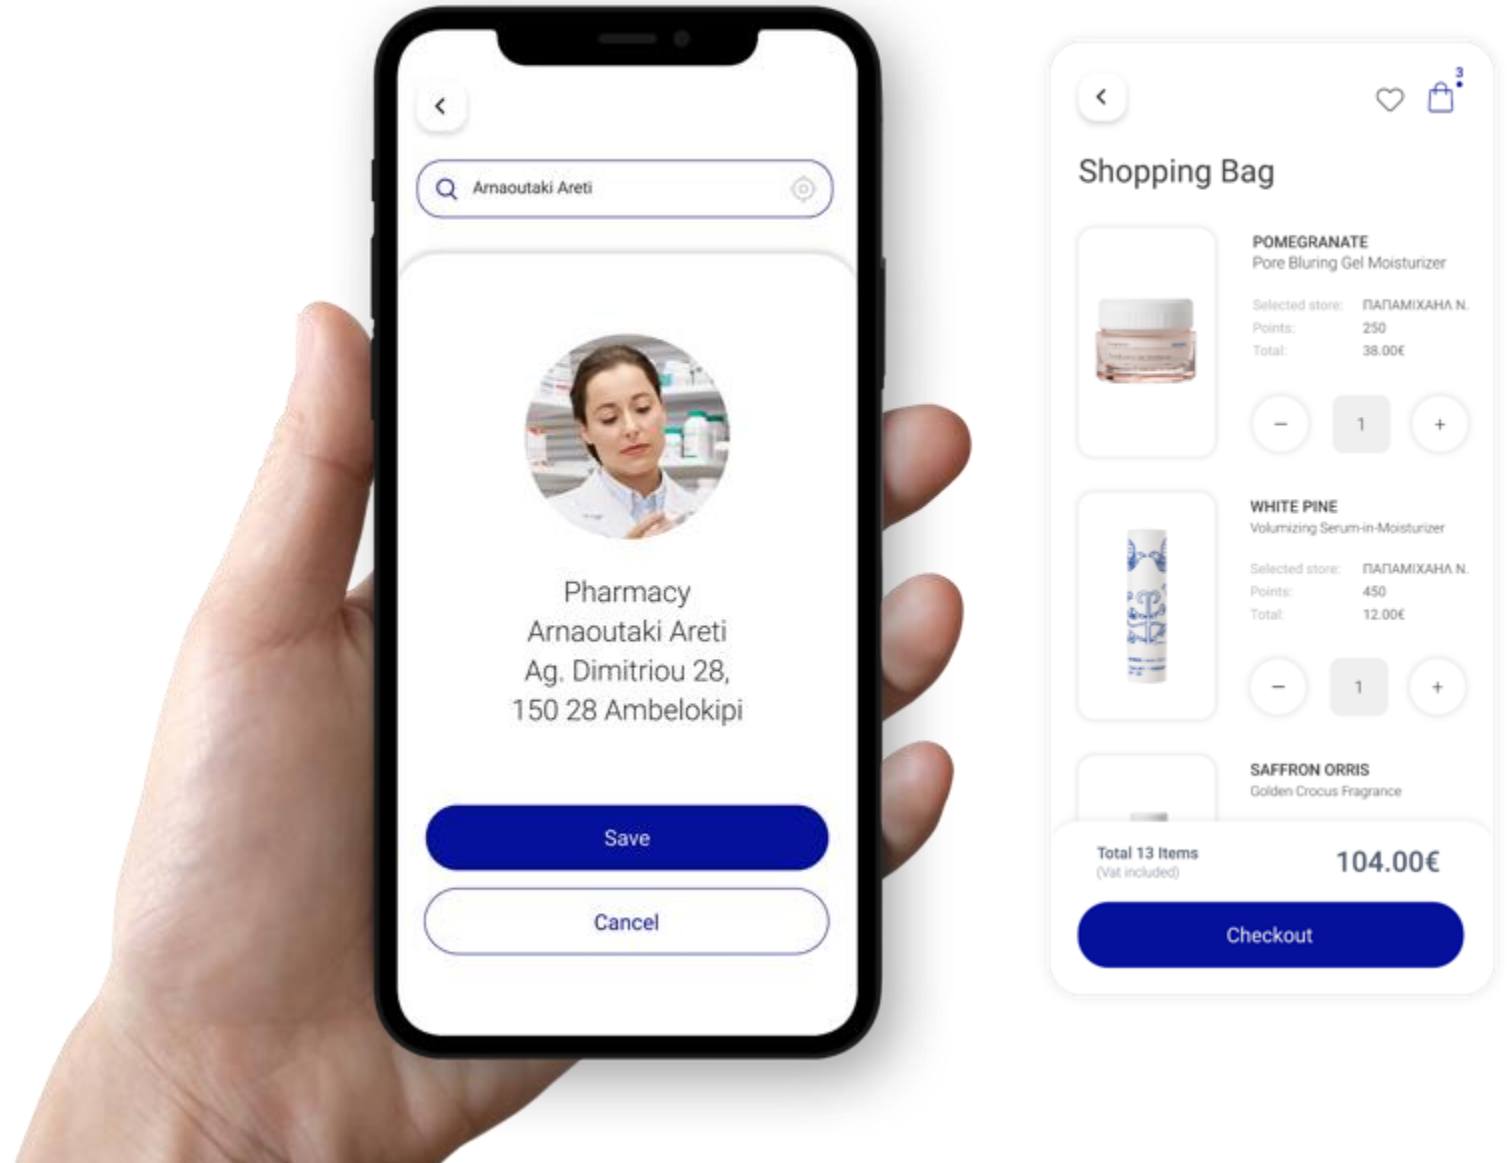 Arnaoutaki Areti
Pharmacy
Arnaoutaki Areti
Ag. Dimitriou 28,
150 28 Ambelokipi
Save
Cancel
3
Shopping Bag
POMEGRANATE
Pore Bluring Gel Moisturizer
Selected store: ΠΑΠΑΜΙΧΑΗΛ Ν.
Points: 250
Total: 38.00€
− 1 +
WHITE PINE
Volumizing Serum-in-Moisturizer
Selected store: ΠΑΠΑΜΙΧΑΗΛ Ν.
Points: 450
Total: 12.00€
− 1 +
SAFFRON ORRIS
Golden Crocus Fragrance
Total 13 Items
104.00€
(Vat included)
Checkout